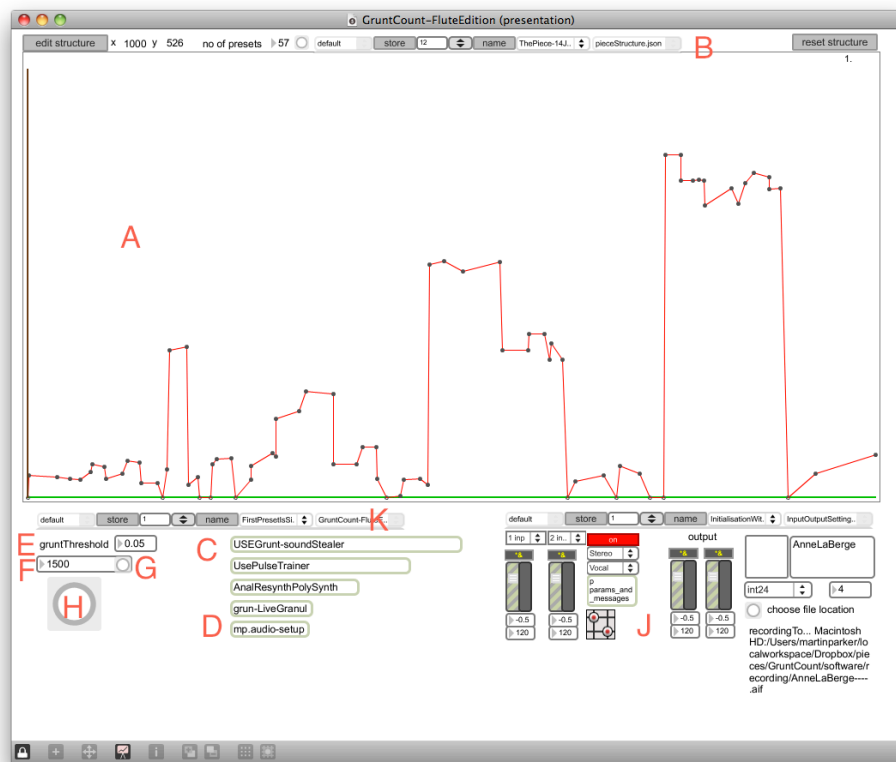 GruntCount-FluteEdition (presentation)
edit structure x 1000 y 526 no of presets 57 default store 12 name ThePiece-14J.. pieceStructure.json B reset structure
1.
A
default store 1 name FirstPresetIsSi.. K
default store 1 name InitialisationWit.. InputOutputSetting..
E gruntThreshold 0.05
F 1500 G
H
C USEGrunt-soundStealer
UsePulseTrainer
AnalResynthPolySynth
grun-LiveGranul
D mp.audio-setup
1 inp 2 in.. on output
*& *& *& *&
Stereo
Vocal
p
params_and
_messages
-0.5 -0.5 J -0.5 -0.5
120 120 120 120
AnneLaBerge
int24 4
choose file location
recordingTo... Macintosh
HD:/Users/martinparker/lo
calworkspace/Dropbox/pie
ces/GruntCount/software/r
ecording/AnneLaBerge----
.aif